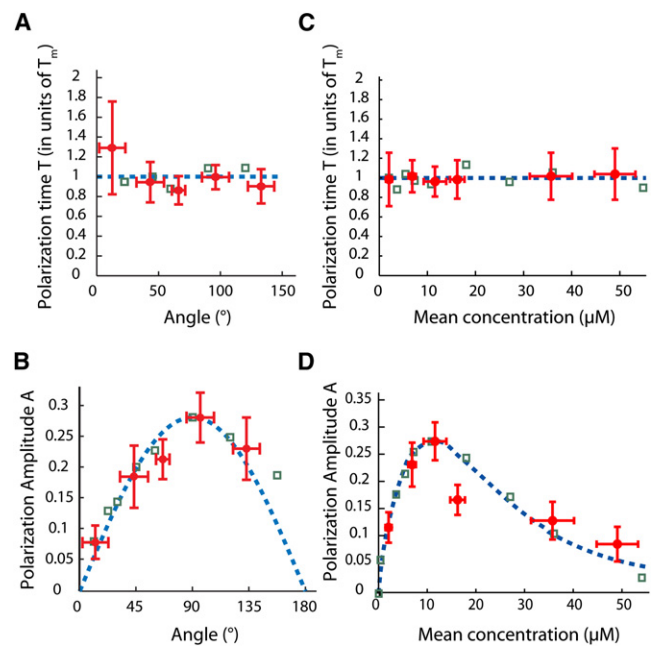 A
Polarization time T (in units of Tm)
2
1.8
1.6
1.4
1.2
1
0.8
0.6
0.4
0.2
0
0 50 100 150
Angle (°)
C
Polarization time T (in units of Tm)
2
1.8
1.6
1.4
1.2
1
0.8
0.6
0.4
0.2
0
0 10 20 30 40 50
Mean concentration (µM)
B
Polarization Amplitude A
0.3
0.25
0.2
0.15
0.1
0.05
0
0 45 90 135 180
Angle (°)
D
Polarization Amplitude A
0.35
0.3
0.25
0.2
0.15
0.1
0.05
0
0 10 20 30 40 50
Mean concentration (µM)